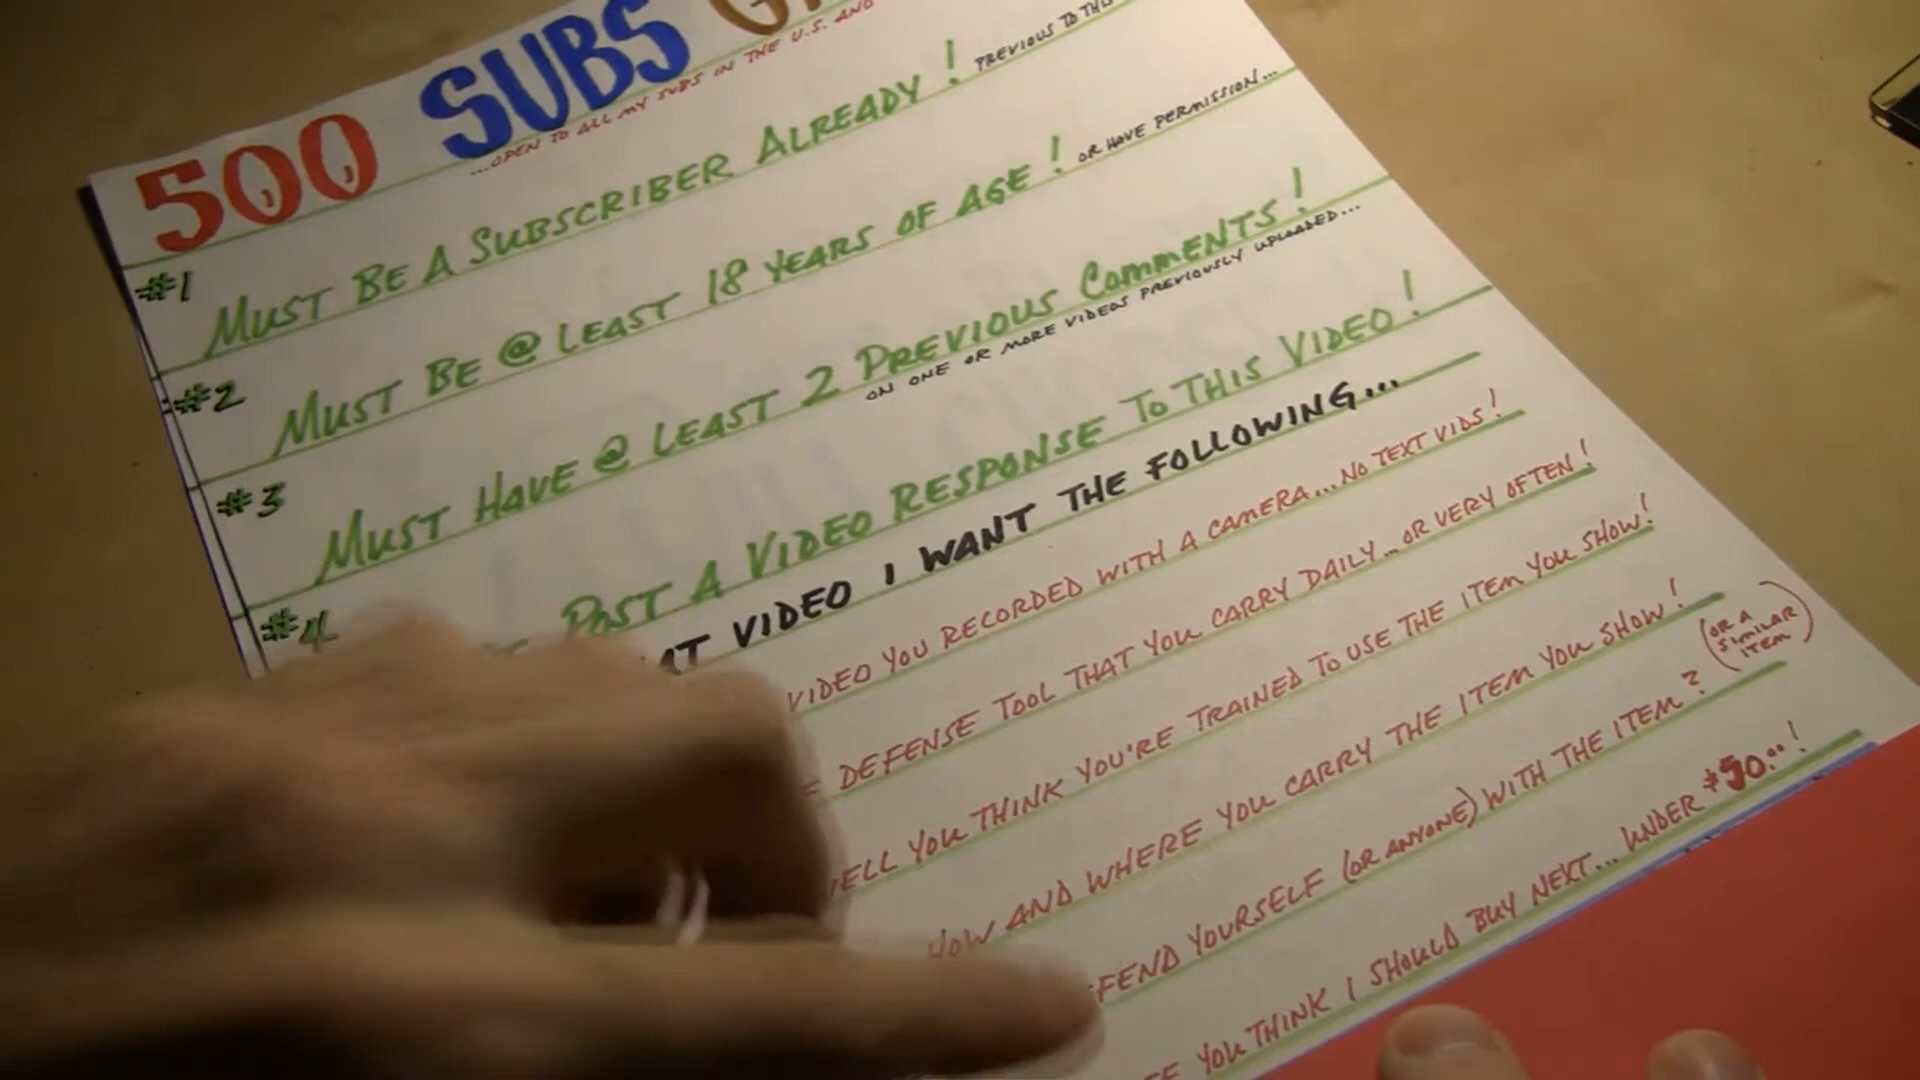 500 SUBS
...OPEN TO ALL MY SUBS IN THE U.S. AND
#1 MUST BE A SUBSCRIBER ALREADY! PREVIOUS TO THIS
#2 MUST BE @ LEAST 18 YEARS OF AGE! OR HAVE PERMISSION...
#3 MUST HAVE @ LEAST 2 PREVIOUS COMMENTS!
ON ONE OR MORE VIDEOS PREVIOUSLY UPLOADED...
#4 POST A VIDEO RESPONSE TO THIS VIDEO!
VIDEO I WANT THE FOLLOWING...
VIDEO YOU RECORDED WITH A CAMERA... NO TEXT VIDS!
DEFENSE TOOL THAT YOU CARRY DAILY... OR VERY OFTEN!
YOU THINK YOU'RE TRAINED TO USE THE ITEM YOU SHOW!
HOW AND WHERE YOU CARRY THE ITEM YOU SHOW!
YOURSELF (OR ANYONE) WITH THE ITEM? (OR A SIMILAR ITEM)
YOU THINK I SHOULD BUY NEXT... UNDER $50.00!